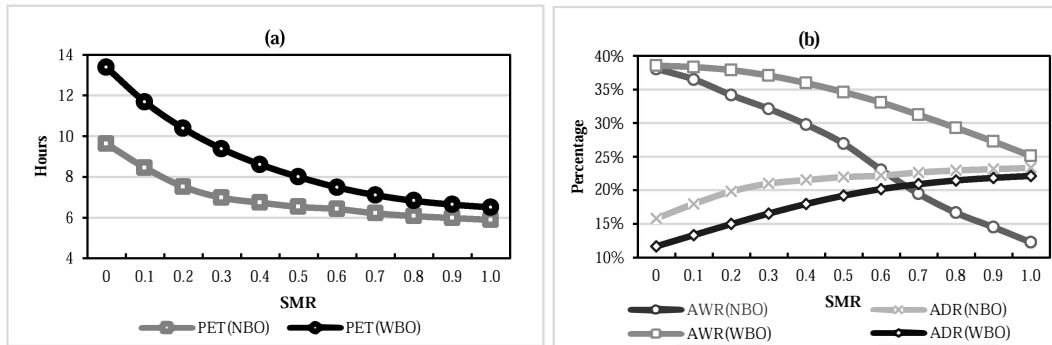 (a)
14
12
10
8
6
4
Hours
0 0.1 0.2 0.3 0.4 0.5 0.6 0.7 0.8 0.9 1.0
SMR
PET(NBO) PET(WBO)
(b)
40%
35%
30%
25%
20%
15%
10%
Percentage
0 0.1 0.2 0.3 0.4 0.5 0.6 0.7 0.8 0.9 1.0
SMR
AWR(NBO) ADR(NBO)
AWR(WBO) ADR(WBO)